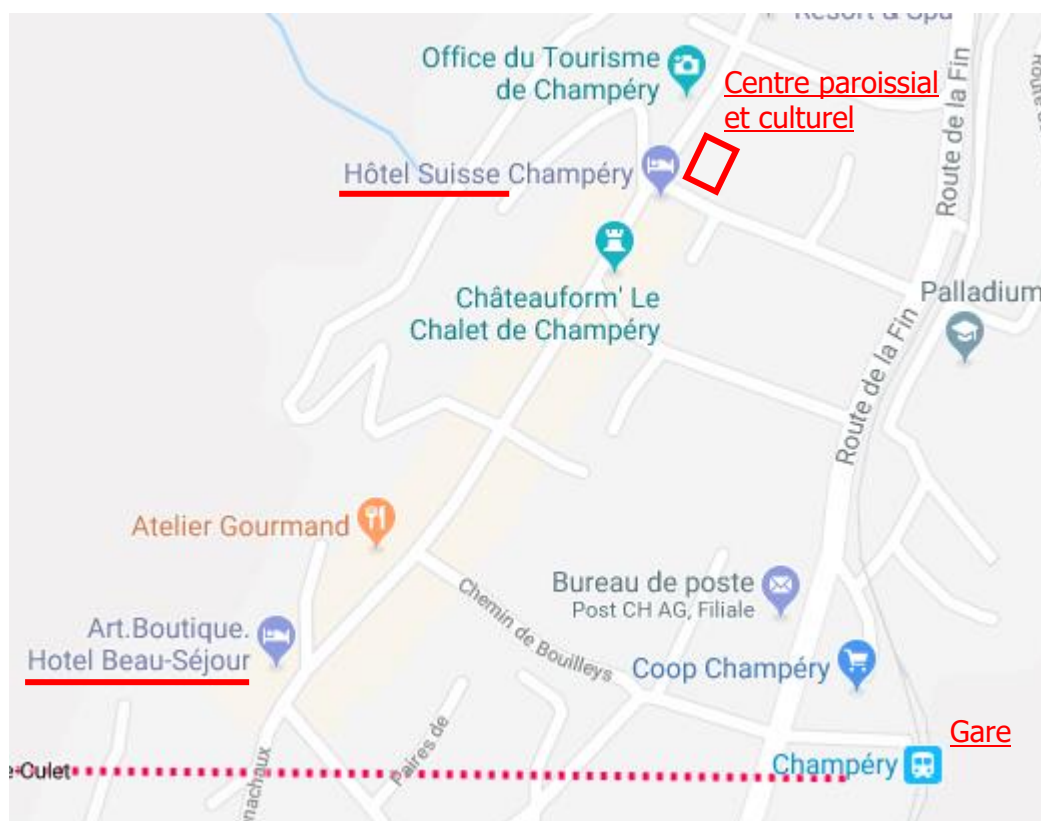 Resort & Spa
Office du Tourisme
de Champéry
Centre paroissial
et culturel
Route de la Fin
Hôtel Suisse Champéry
Châteauform' Le
Chalet de Champéry
Palladium
Route de la Fin
Atelier Gourmand
Bureau de poste
Post CH AG, Filiale
Chemin de Bouilleys
Art.Boutique.
Hotel Beau-Séjour
Coop Champéry
Paires de
Gare
Champéry
e-Culet
nachaux